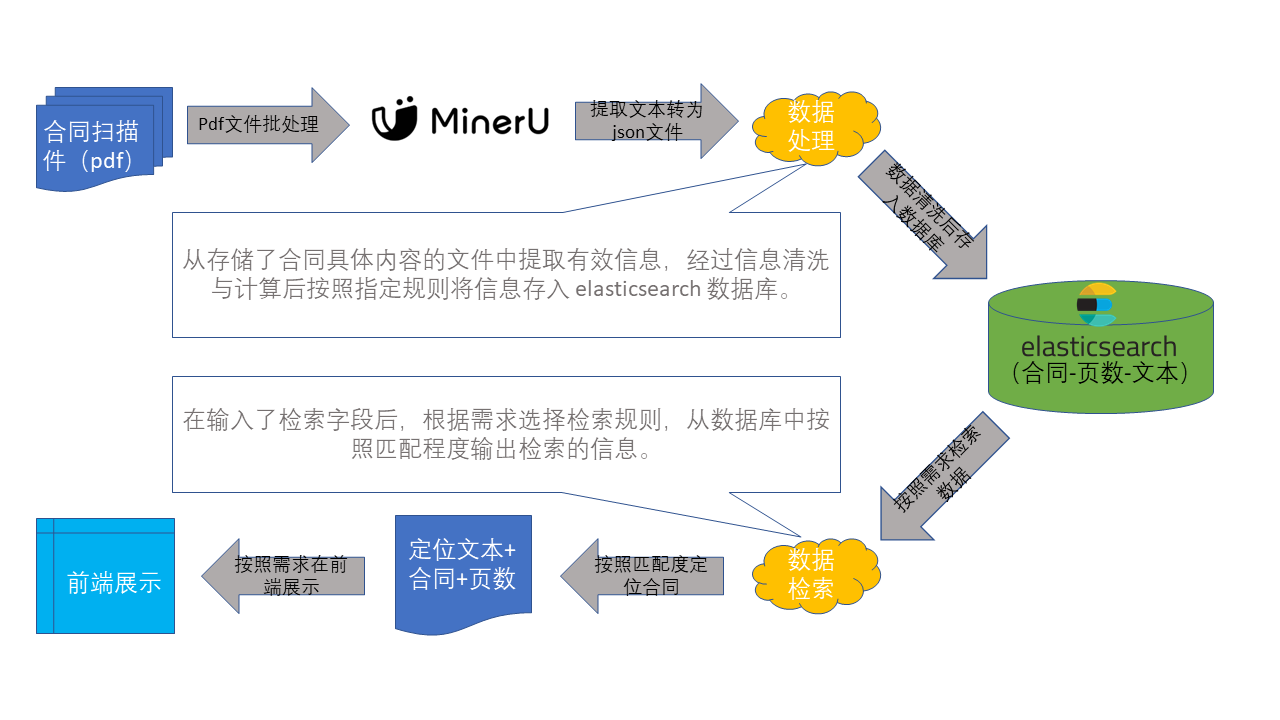 合同扫描
件（pdf）
Pdf文件批处理
MinerU
提取文本转为
json文件
数据
处理
数据清洗后存
入数据库
从存储了合同具体内容的文件中提取有效信息，经过信息清洗
与计算后按照指定规则将信息存入 elasticsearch 数据库。
elasticsearch
（合同-页数-文本）
在输入了检索字段后，根据需求选择检索规则，从数据库中按
照匹配程度输出检索的信息。
按照需求检索
数据
数据
检索
按照匹配度定
位合同
定位文本+
合同+页数
按照需求在前
端展示
前端展示